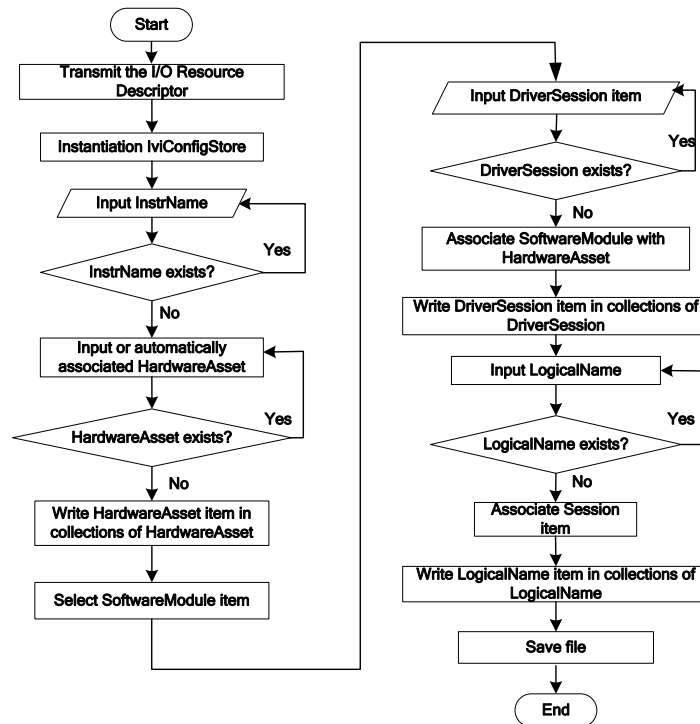 Start
Transmit the I/O Resource
Descriptor
Instantiation IviConfigStore
Input InstrName
Yes
InstrName exists?
No
Input or automatically
associated HardwareAsset
Yes
HardwareAsset exists?
No
Write HardwareAsset item in
collections of HardwareAsset
Select SoftwareModule item
Input DriverSession item
Yes
DriverSession exists?
No
Associate SoftwareModule with
HardwareAsset
Write DriverSession item in collections of
DriverSession
Input LogicalName
Yes
LogicalName exists?
No
Associate Session
item
Write LogicalName item in collections of
LogicalName
Save file
End